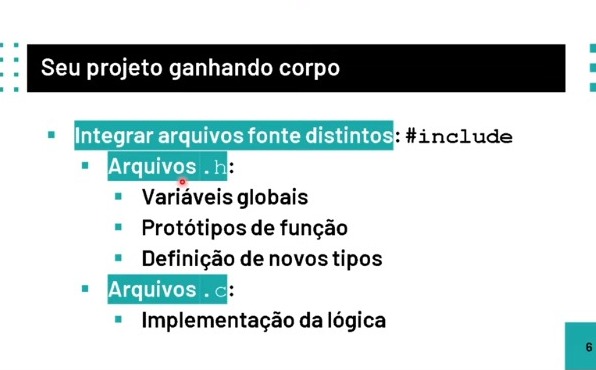 Seu projeto ganhando corpo
Integrar arquivos fonte distintos: #include
Arquivos .h:
Variáveis globais
Protótipos de função
Definição de novos tipos
Arquivos .c:
Implementação da lógica
6